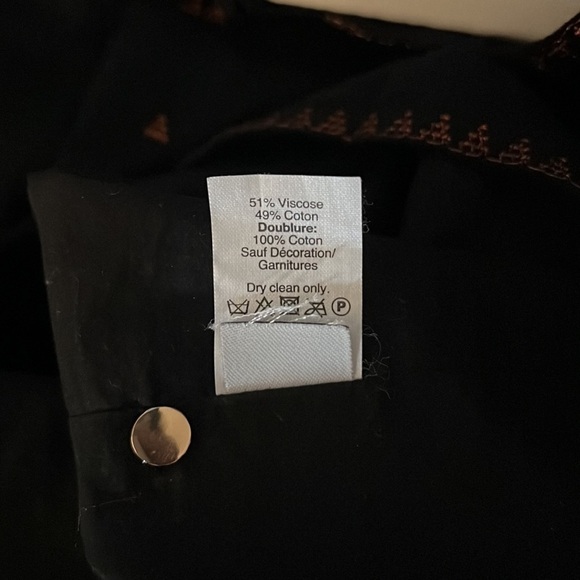 51% Viscose
49% Coton
Doublure:
100% Coton
Sauf Décoration/
Garnitures
Dry clean only.
P